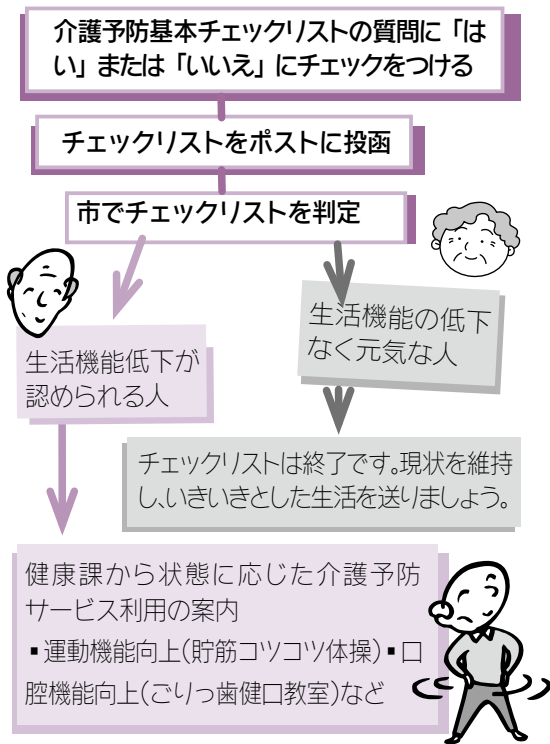 介護予防基本チェックリストの質問に「は
い」または「いいえ」にチェックをつける
チェックリストをポストに投函
市でチェックリストを判定
生活機能の低下
なく元気な人
生活機能低下が
認められる人
チェックリストは終了です。現状を維持
し、いきいきとした生活を送りましょう。
健康課から状態に応じた介護予防
サービス利用の案内
▪運動機能向上(貯筋コツコツ体操)▪口
腔機能向上(ごりっ歯健口教室)など